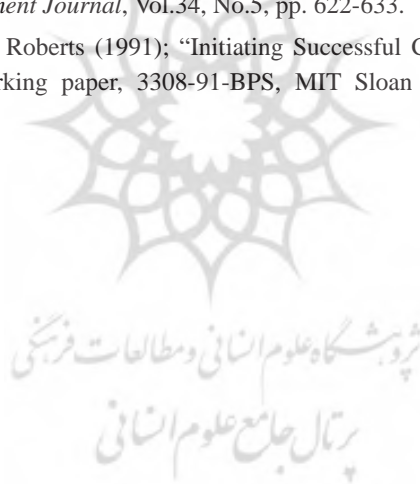 ment Journal, Vol.34, No.5, pp. 622-633.
Roberts (1991); “Initiating Successful C
rking paper, 3308-91-BPS, MIT Sloan
پژوهشگاه علوم انسانی و مطالعات فرهنگی
پرتال جامع علوم انسانی